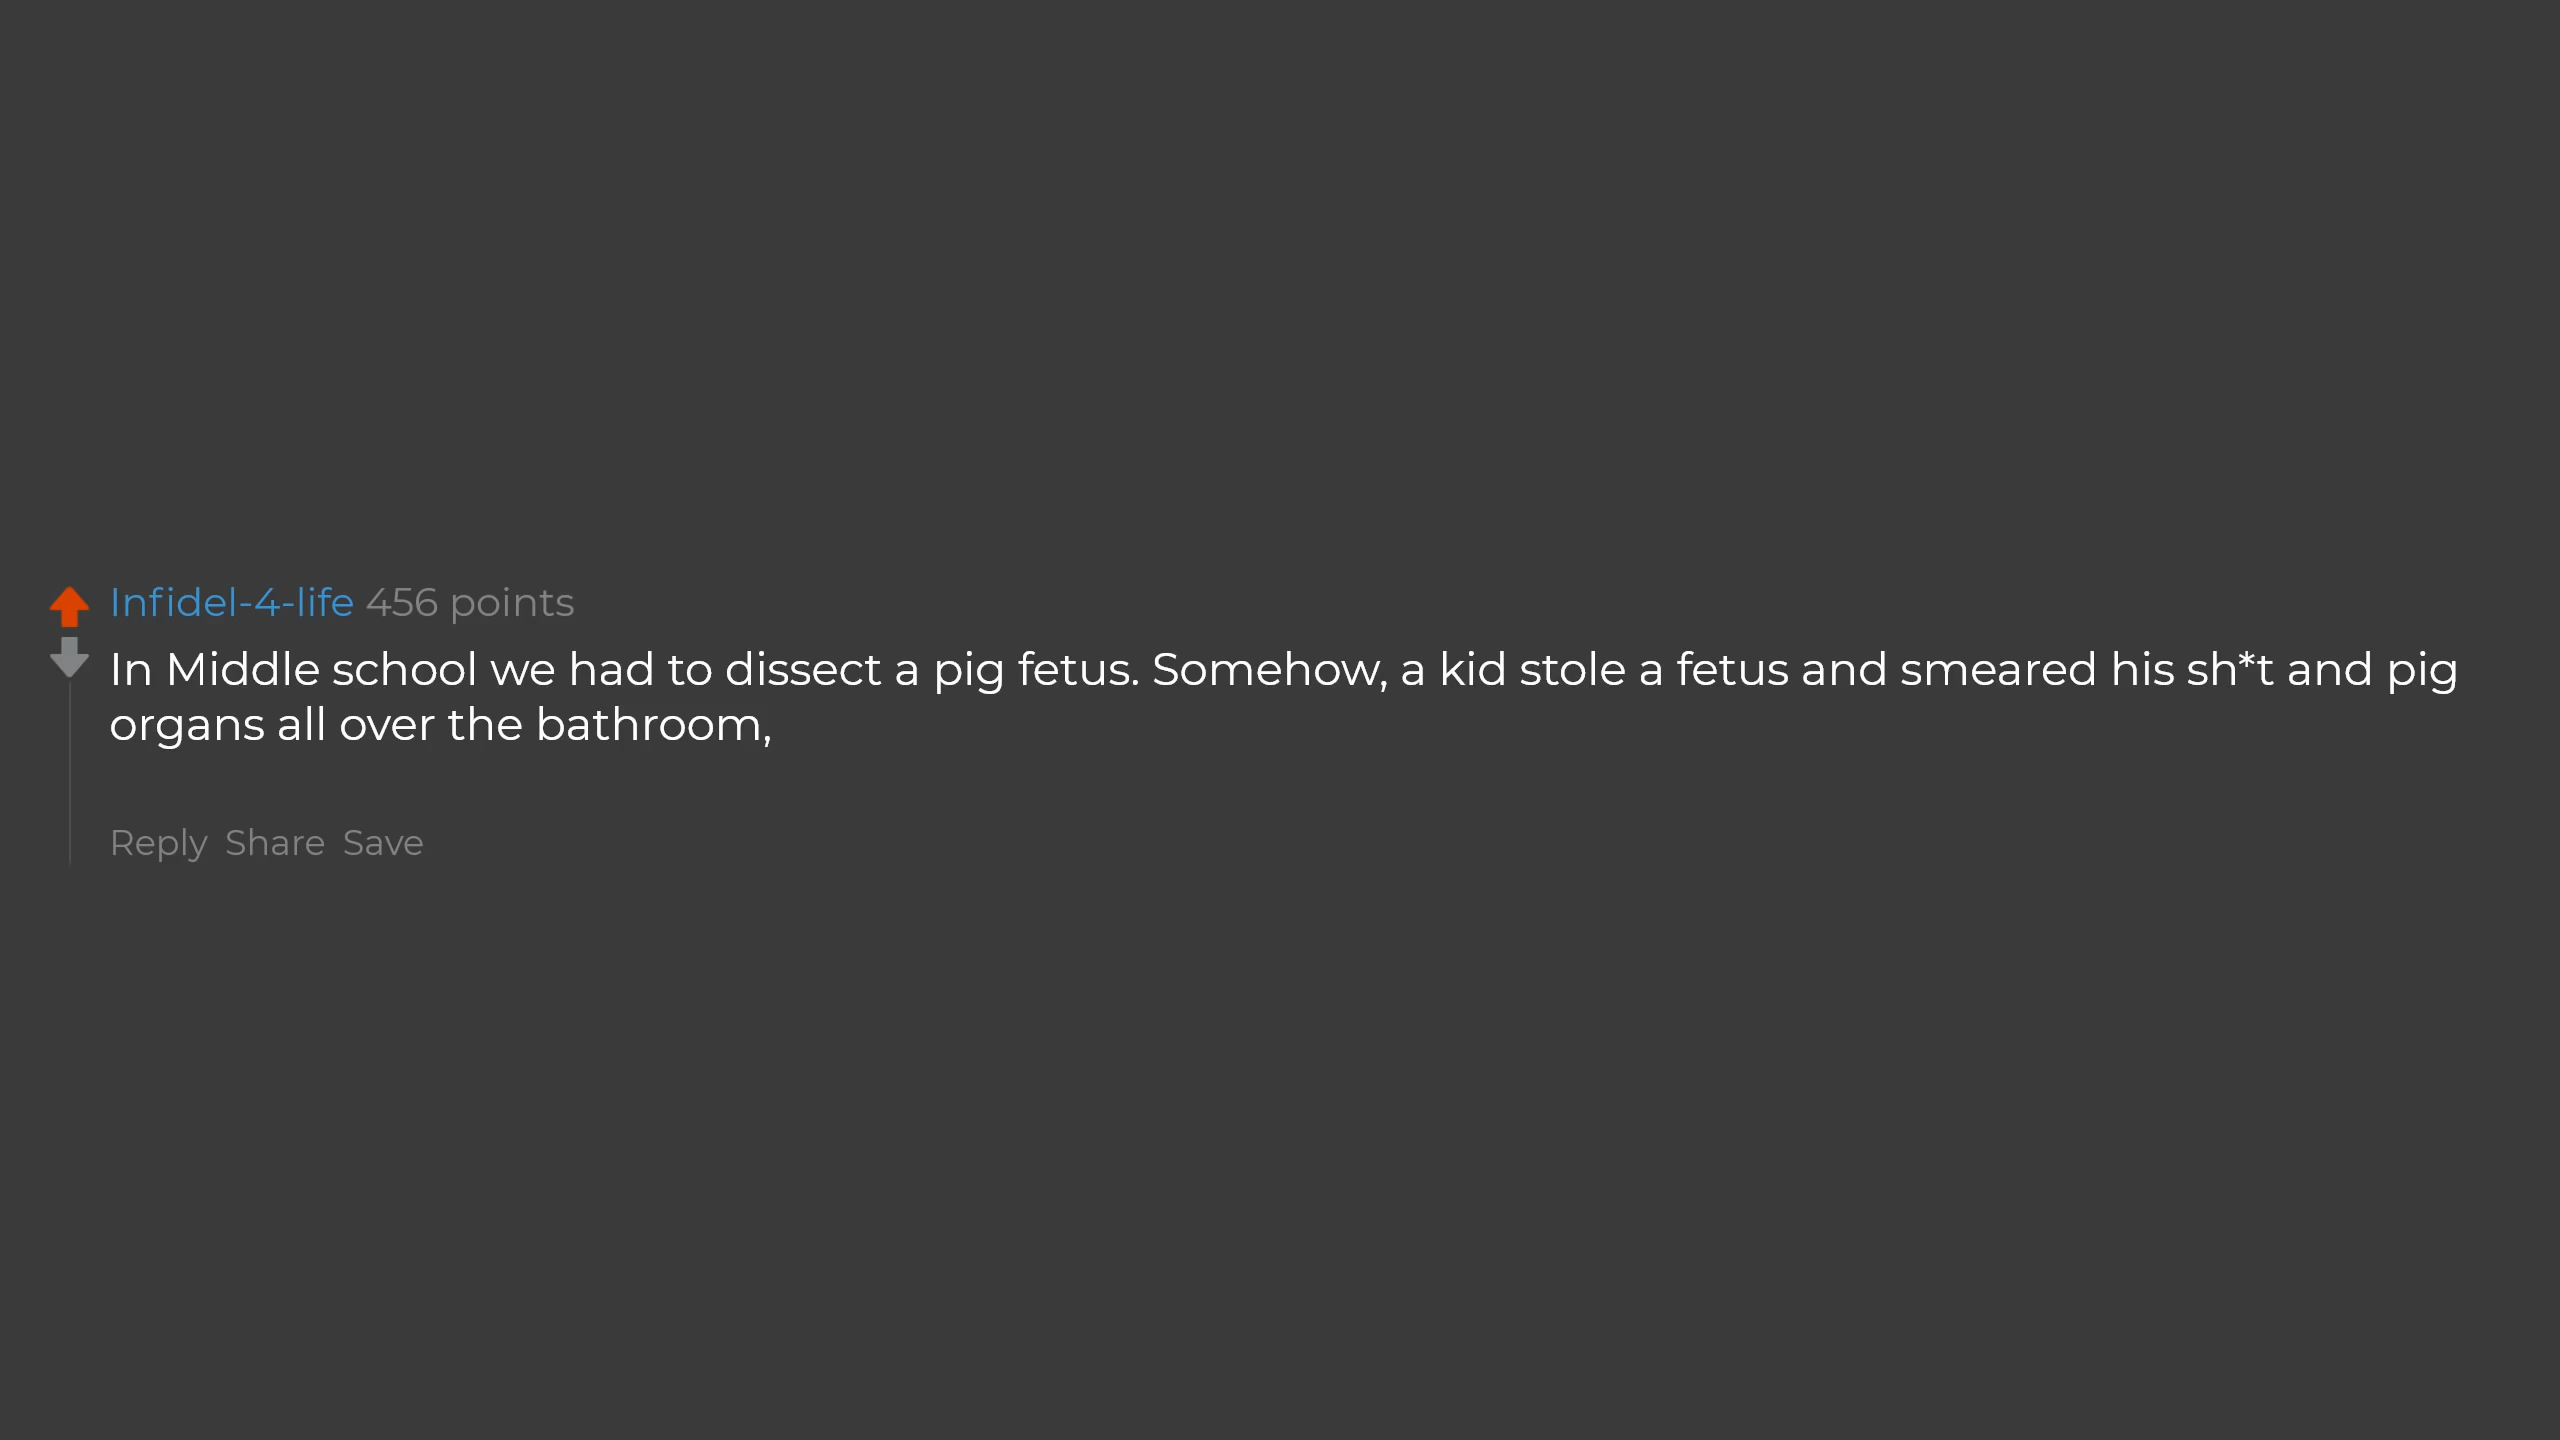 Infidel-4-life 456 points
In Middle school we had to dissect a pig fetus. Somehow, a kid stole a fetus and smeared his sh*t and pig
organs all over the bathroom,
Reply Share Save